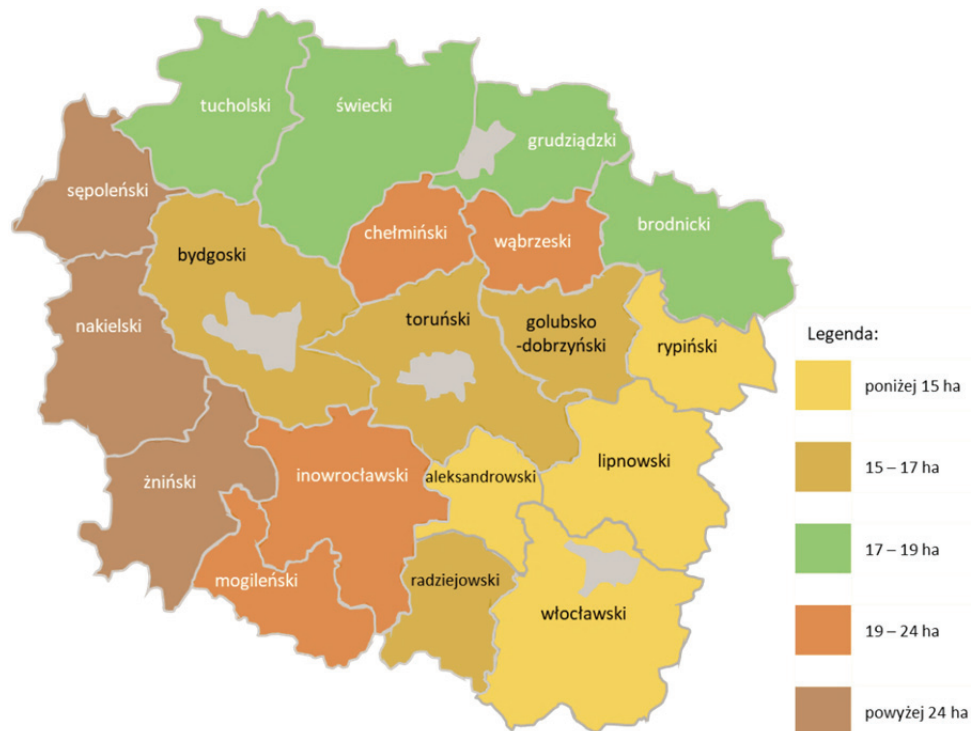 tucholski
świecki
grudziądzki
sępoleński
chełmiński
wąbrzeski
brodnicki
bydgoski
nakielski
toruński
golubsko
-dobrzyński
rypiński
żniński
inowrocławski
aleksandrowski
lipnowski
mogileński
radziejowski
włocławski
Legenda:
poniżej 15 ha
15 – 17 ha
17 – 19 ha
19 – 24 ha
powyżej 24 ha